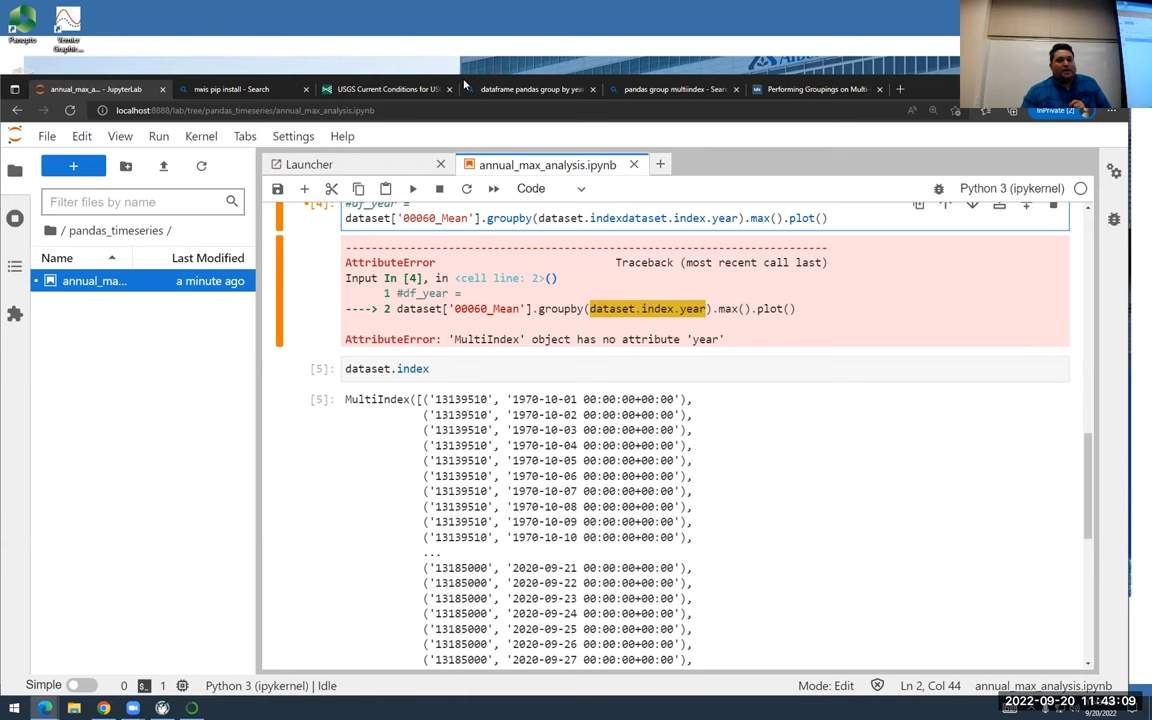 Panopto
Vernier
Graphic...
annual_max_a... - JupyterLab
nwis pip install - Search
USGS Current Conditions for US
dataframe pandas group by yea
pandas group multiindex - Sear
Performing Groupings on Multi-
localhost:8888/lab/tree/pandas_timeseries/annual_max_analysis.ipynb
InPrivate (2)
File Edit View Run Kernel Tabs Settings Help
Launcher
annual_max_analysis.ipynb
Code
Python 3 (ipykernel)
Filter files by name
/ pandas_timeseries /
Name
Last Modified
annual_ma...
a minute ago
[4]:
#df_year =
dataset['00060_Mean'].groupby(dataset.indexdataset.index.year).max().plot()
---------------------------------------------------------------------------
AttributeError Traceback (most recent call last)
Input In [4], in <cell line: 2>()
1 #df_year =
----> 2 dataset['00060_Mean'].groupby(dataset.index.year).max().plot()
AttributeError: 'MultiIndex' object has no attribute 'year'
[5]: dataset.index
[5]: MultiIndex([('13139510', '1970-10-01 00:00:00+00:00'),
('13139510', '1970-10-02 00:00:00+00:00'),
('13139510', '1970-10-03 00:00:00+00:00'),
('13139510', '1970-10-04 00:00:00+00:00'),
('13139510', '1970-10-05 00:00:00+00:00'),
('13139510', '1970-10-06 00:00:00+00:00'),
('13139510', '1970-10-07 00:00:00+00:00'),
('13139510', '1970-10-08 00:00:00+00:00'),
('13139510', '1970-10-09 00:00:00+00:00'),
('13139510', '1970-10-10 00:00:00+00:00'),
...
('13185000', '2020-09-21 00:00:00+00:00'),
('13185000', '2020-09-22 00:00:00+00:00'),
('13185000', '2020-09-23 00:00:00+00:00'),
('13185000', '2020-09-24 00:00:00+00:00'),
('13185000', '2020-09-25 00:00:00+00:00'),
('13185000', '2020-09-26 00:00:00+00:00'),
('13185000', '2020-09-27 00:00:00+00:00'),
Simple
0
1
Python 3 (ipykernel) | Idle
Mode: Edit
Ln 2, Col 44
annual_max_analysis.ipynb
2022-09-20 11:43:09
9/20/2022